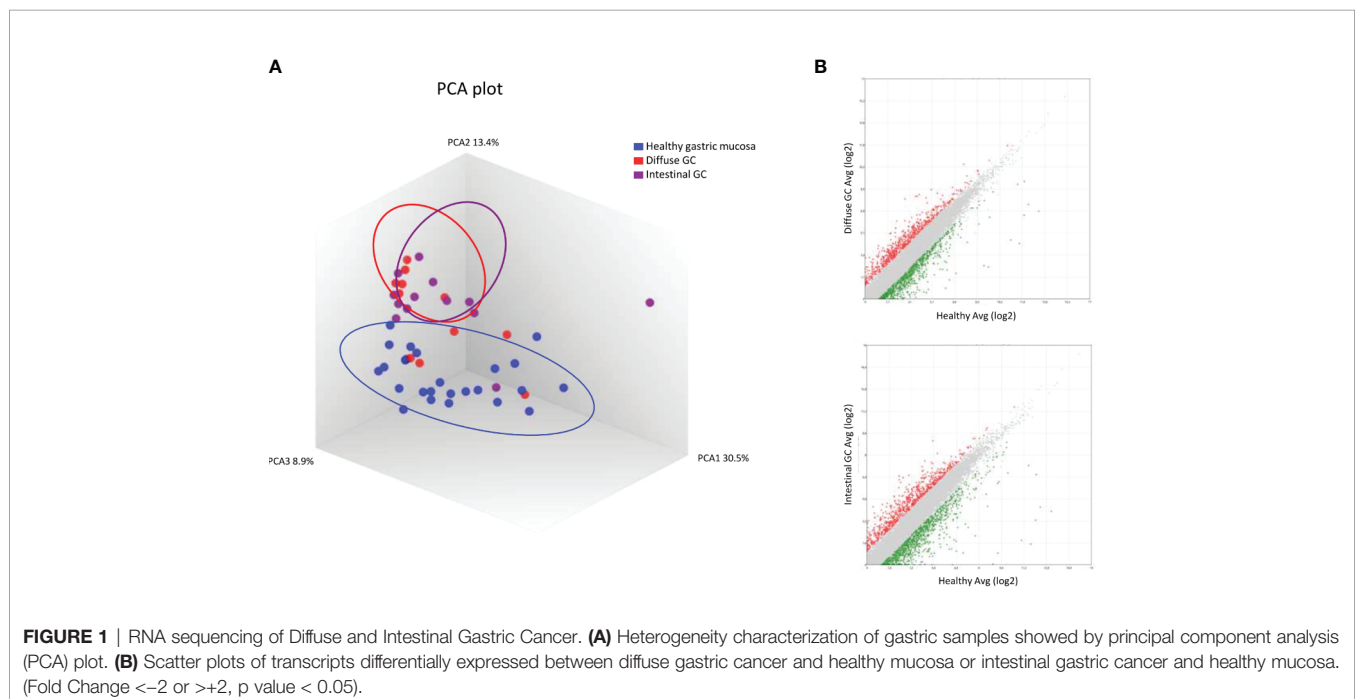 A
B
PCA plot
PCA2 13.4%
Healthy gastric mucosa
Diffuse GC
Intestinal GC
PCA3 8.9%
PCA1 30.5%
Diffuse GC Avg (log2)
Healthy Avg (log2)
Intestinal GC Avg (log2)
Healthy Avg (log2)
FIGURE 1 | RNA sequencing of Diffuse and Intestinal Gastric Cancer. (A) Heterogeneity characterization of gastric samples showed by principal component analysis
(PCA) plot. (B) Scatter plots of transcripts differentially expressed between diffuse gastric cancer and healthy mucosa or intestinal gastric cancer and healthy mucosa.
(Fold Change <−2 or >+2, p value < 0.05).